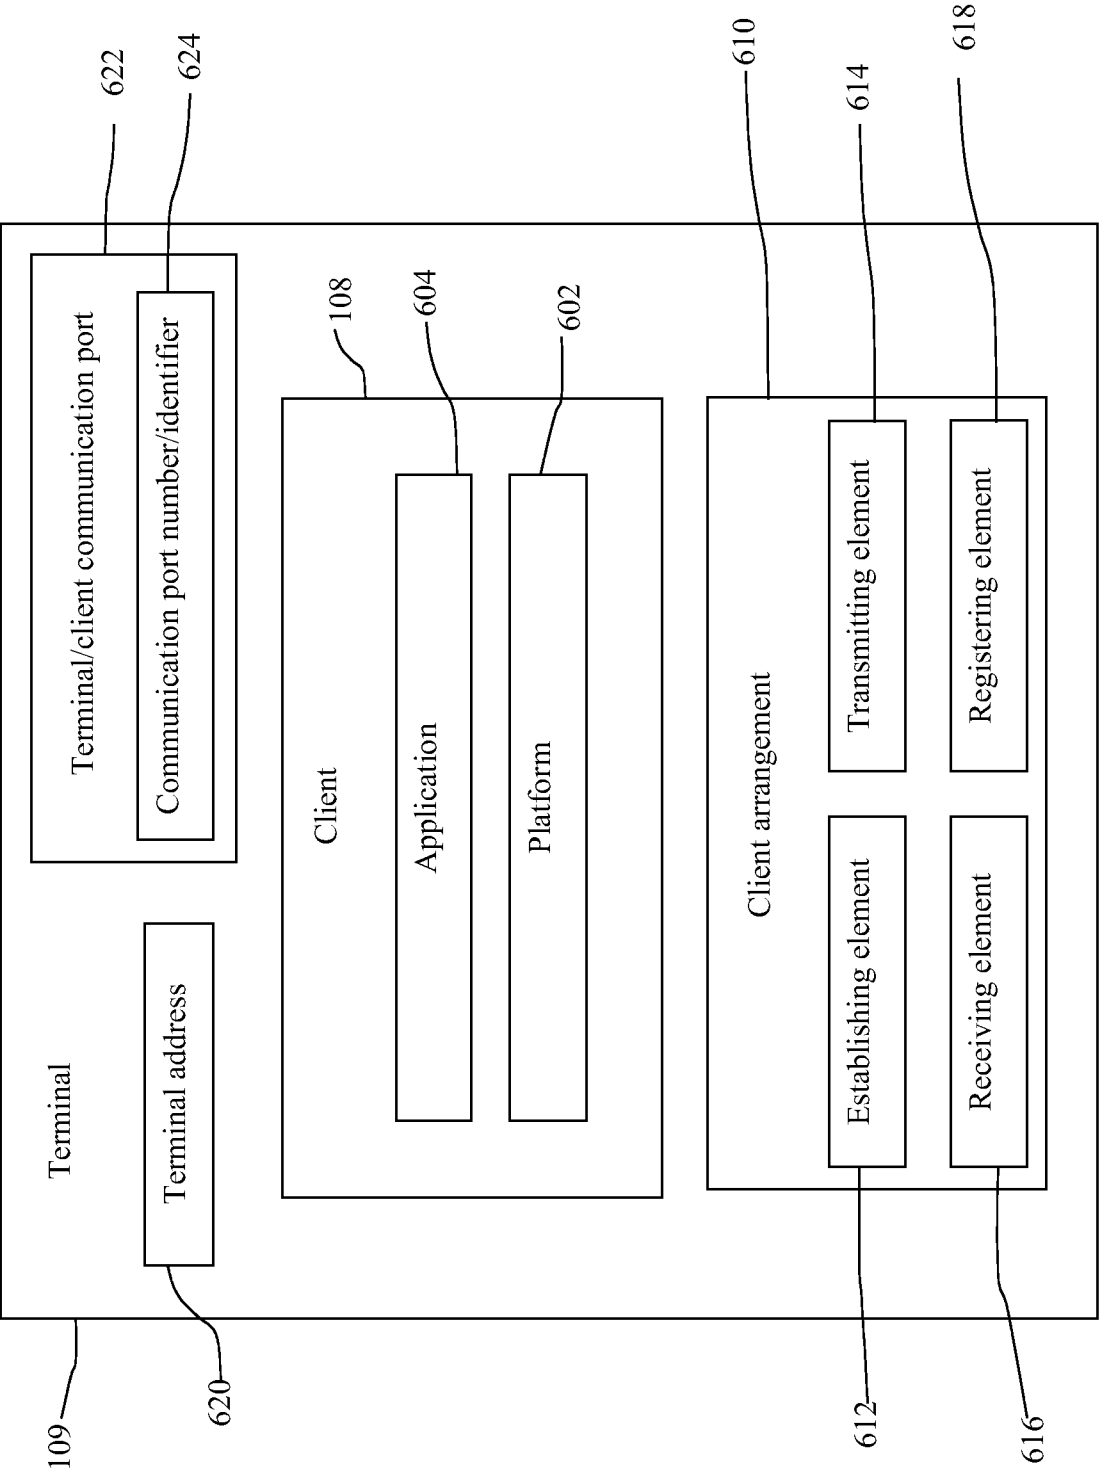 109
Terminal
620
Terminal address
622
Terminal/client communication port
624
Communication port number/identifier
108
Client
604
Application
602
Platform
610
Client arrangement
612
Establishing element
614
Transmitting element
616
Receiving element
618
Registering element